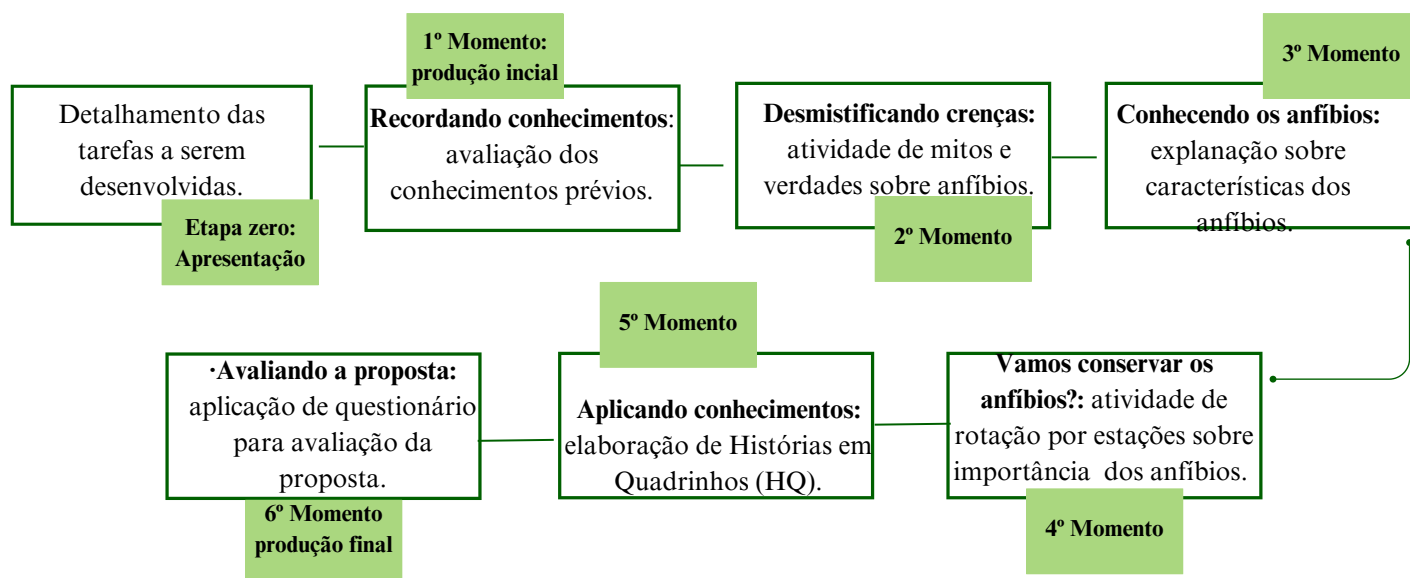 Detalhamento das
tarefas a serem
desenvolvidas.
Etapa zero:
Apresentação
1º Momento:
produção incial
Recordando conhecimentos:
avaliação dos
conhecimentos prévios.
Desmistificando crenças:
atividade de mitos e
verdades sobre anfíbios.
2º Momento
3º Momento
Conhecendo os anfíbios:
explanação sobre
características dos
anfíbios.
Vamos conservar os
anfíbios?: atividade de
rotação por estações sobre
importância dos anfíbios.
4º Momento
5º Momento
Aplicando conhecimentos:
elaboração de Histórias em
Quadrinhos (HQ).
·Avaliando a proposta:
aplicação de questionário
para avaliação da
proposta.
6º Momento
produção final